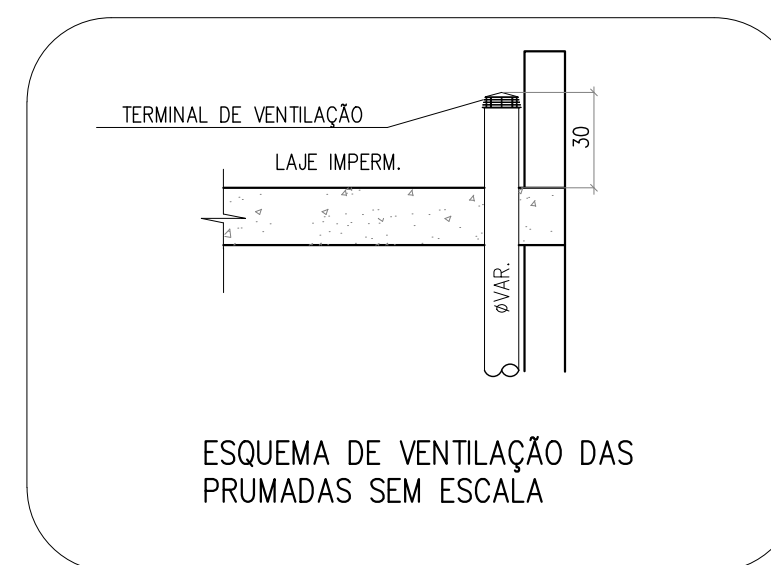 TERMINAL DE VENTILAÇÃO
LAJE IMPERM.
30
øVAR.
ESQUEMA DE VENTILAÇÃO DAS
PRUMADAS SEM ESCALA